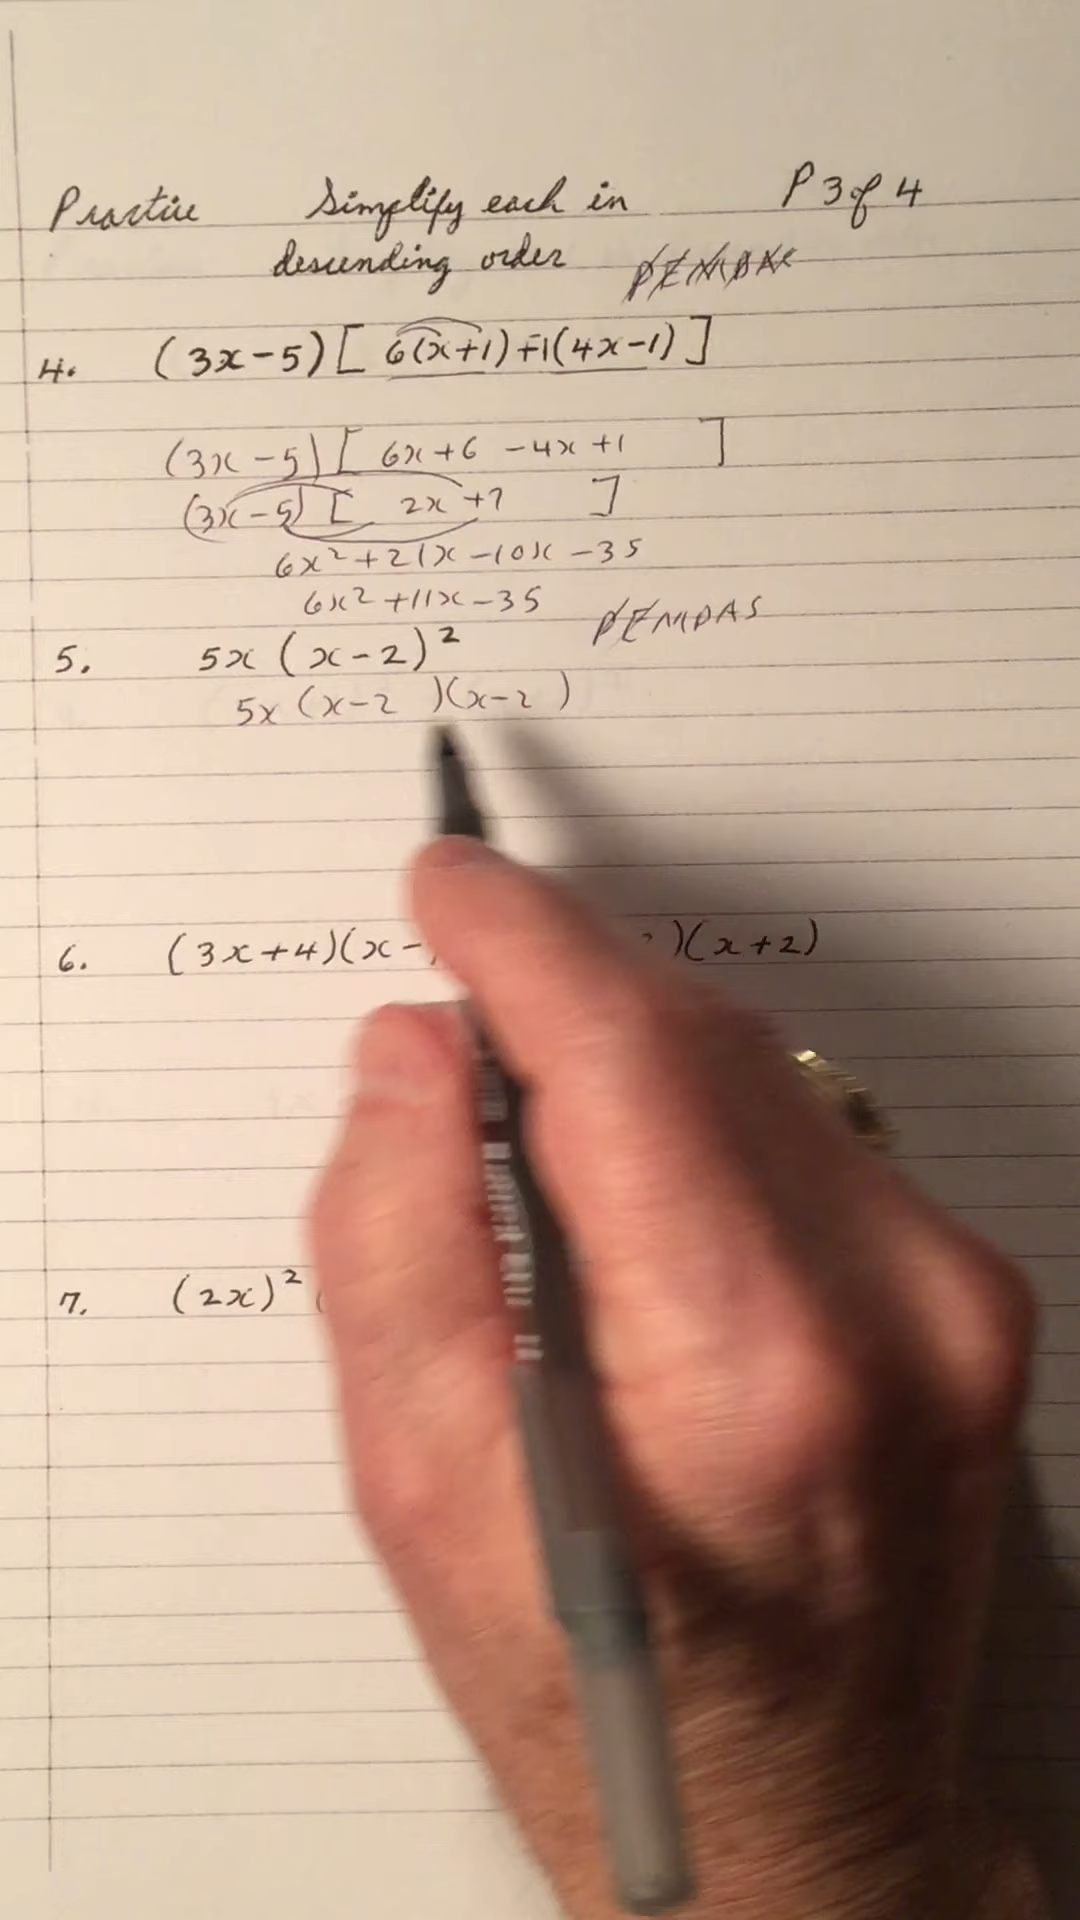 Practice Simplify each in P 3 of 4
descending order PEMDAS
4. (3x-5)[ 6(x+1)-1(4x-1) ]
(3x-5)[ 6x+6 -4x+1 ]
(3x-5)[ 2x+7 ]
6x²+21x-10x-35
6x²+11x-35 PEMDAS
5. 5x(x-2)²
5x(x-2)(x-2)
6. (3x+4)(x- )(x+2)
7. (2x)²